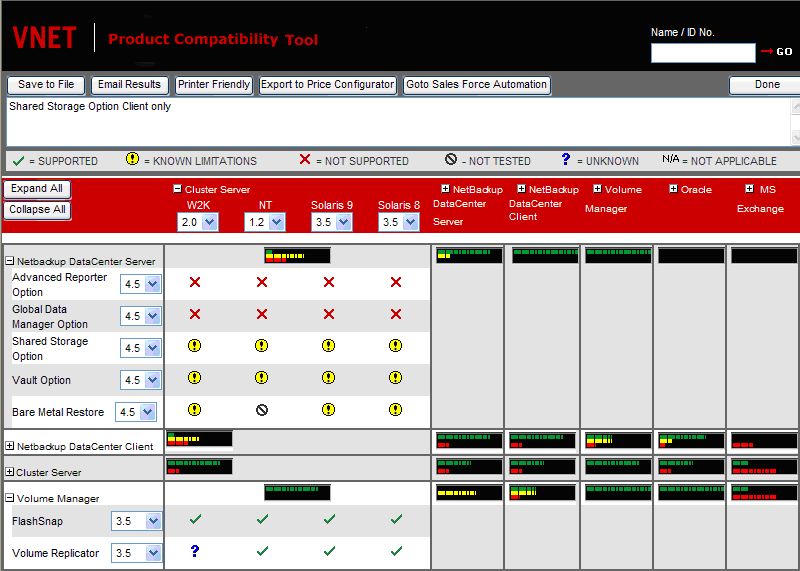 VNET Product Compatibility Tool
Name / ID No.
GO
Save to File Email Results Printer Friendly Export to Price Configurator Goto Sales Force Automation Done
Shared Storage Option Client only
= SUPPORTED = KNOWN LIMITATIONS = NOT SUPPORTED = NOT TESTED ? = UNKNOWN N/A = NOT APPLICABLE
Expand All
Collapse All
Cluster Server
W2K NT Solaris 9 Solaris 8
2.0 1.2 3.5 3.5
NetBackup
DataCenter
Server
NetBackup
DataCenter
Client
Volume
Manager
Oracle
MS
Exchange
Netbackup DataCenter Server
Advanced Reporter
Option
4.5
Global Data
Manager Option
4.5
Shared Storage
Option
4.5
Vault Option 4.5
Bare Metal Restore 4.5
Netbackup DataCenter Client
Cluster Server
Volume Manager
FlashSnap 3.5
Volume Replicator 3.5 ?